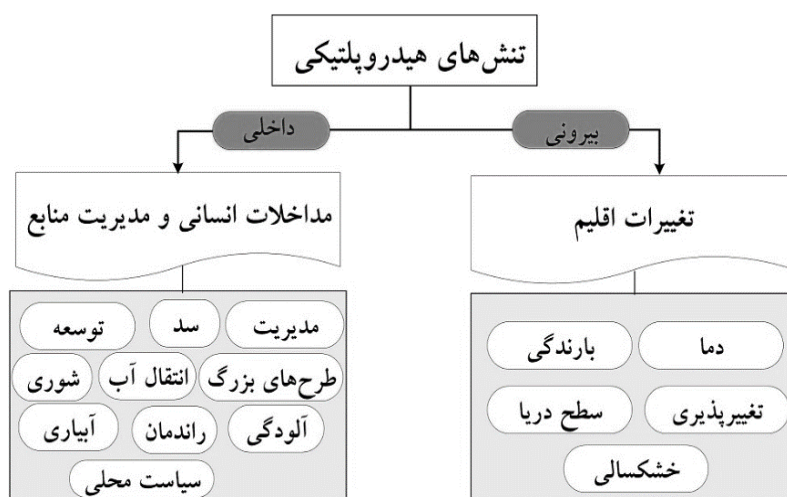 تنش‌های هیدروپلتیکی
بیرونی
داخلی
تغییرات اقلیم
مداخلات انسانی و مدیریت منابع
دما
بارندگی
تغییرپذیری
سطح دریا
خشکسالی
مدیریت
سد
توسعه
طرح‌های بزرگ
انتقال آب
شوری
آلودگی
راندمان
آبیاری
سیاست محلی